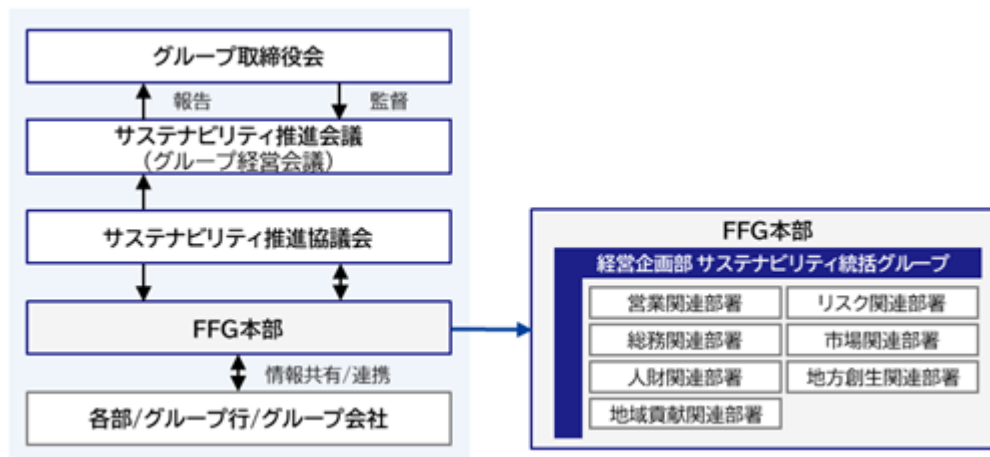 グループ取締役会
報告
監督
サステナビリティ推進会議
（グループ経営会議）
サステナビリティ推進協議会
FFG本部
情報共有/連携
各部/グループ行/グループ会社
FFG本部
経営企画部 サステナビリティ統括グループ
営業関連部署
リスク関連部署
総務関連部署
市場関連部署
人財関連部署
地方創生関連部署
地域貢献関連部署